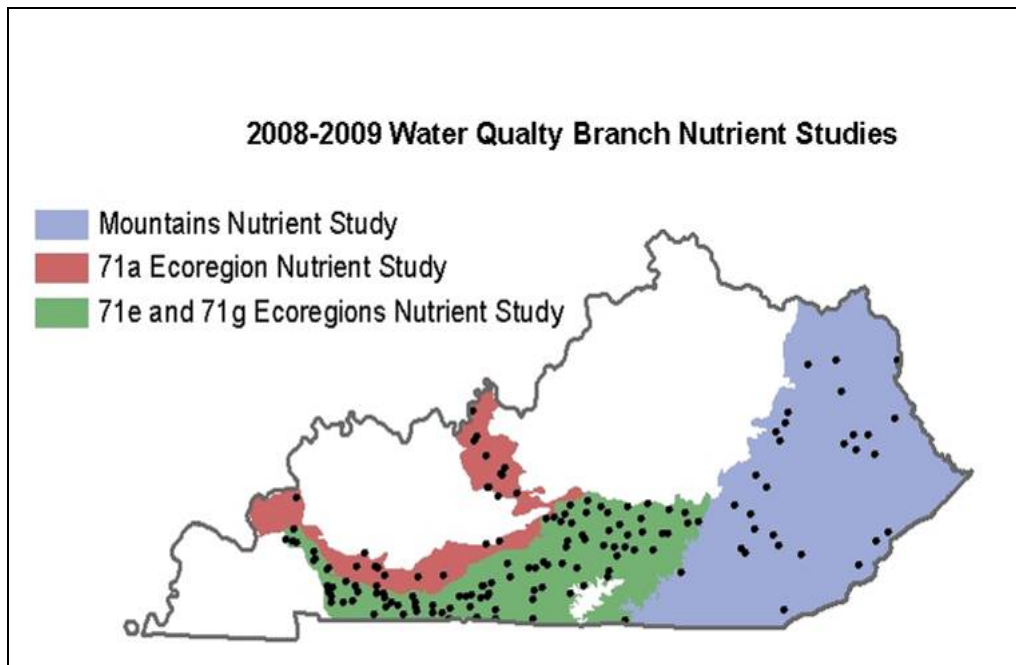 2008-2009 Water Qualty Branch Nutrient Studies
Mountains Nutrient Study
71a Ecoregion Nutrient Study
71e and 71g Ecoregions Nutrient Study